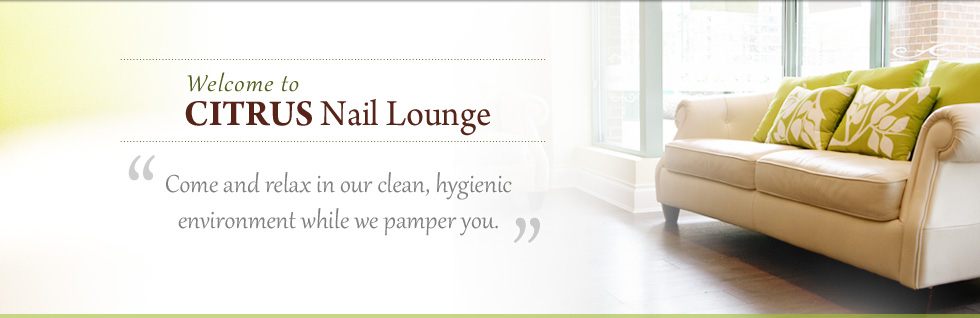 Welcome to
CITRUS Nail Lounge
“ Come and relax in our clean, hygienic
environment while we pamper you. ”